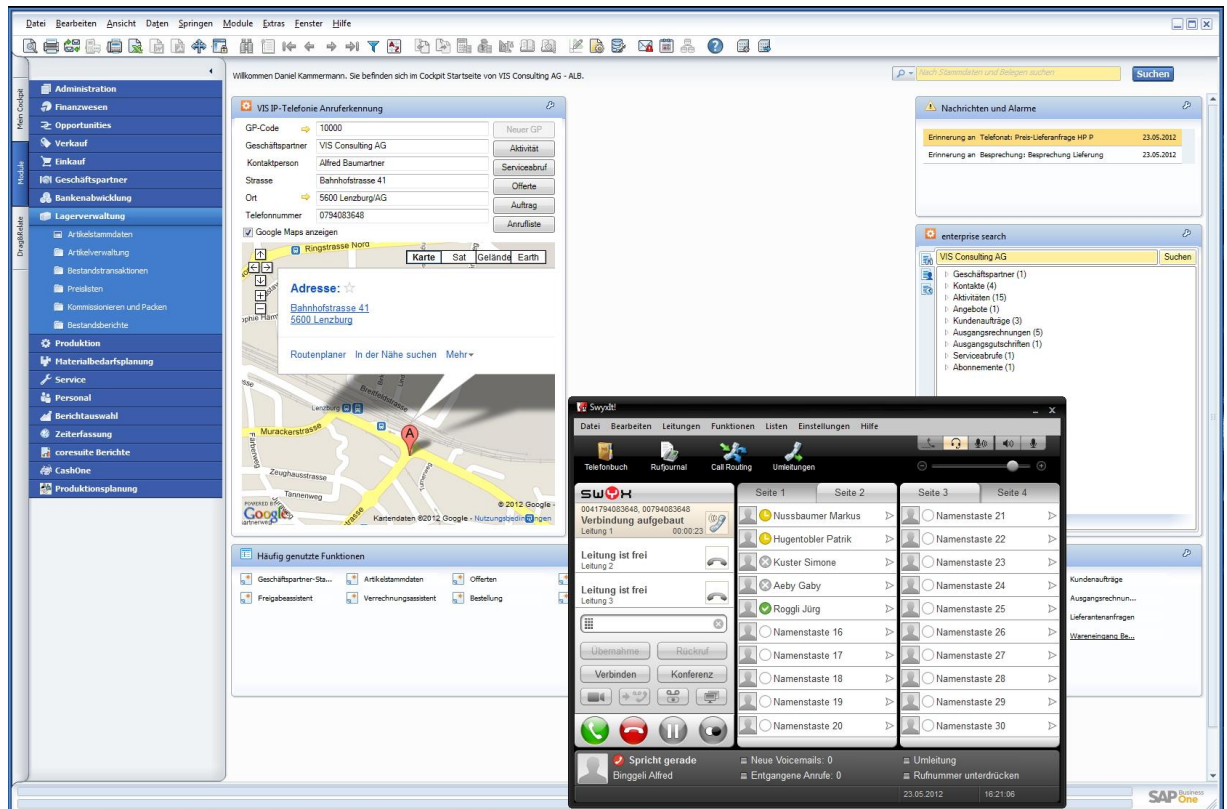 Datei Bearbeiten Ansicht Daten Springen Module Extras Fenster Hilfe
Willkommen Daniel Kammermann. Sie befinden sich im Cockpit Startseite von VIS Consulting AG - ALB.
Nach Stammdaten und Belegen suchen
Suchen
Mein Cockpit
Module
Drag&Relate
Administration
Finanzwesen
Opportunities
Verkauf
Einkauf
Geschäftspartner
Bankenabwicklung
Lagerverwaltung
Artikelstammdaten
Artikelverwaltung
Bestandstransaktionen
Preislisten
Kommissionieren und Packen
Bestandsberichte
Produktion
Materialbedarfsplanung
Service
Personal
Berichtauswahl
Zeiterfassung
coresuite Berichte
CashOne
Produktionsplanung
VIS IP-Telefonie Anruferkennung
GP-Code 10000 Neuer GP
Geschäftspartner VIS Consulting AG Aktivität
Kontaktperson Alfred Baumartner Serviceabruf
Strasse Bahnhofstrasse 41 Offerte
Ort 5600 Lenzburg/AG Auftrag
Telefonnummer 0794083648 Anrufliste
Google Maps anzeigen
Ringstrasse Nord
Karte Sat Gelände Earth
Adresse:
Bahnhofstrasse 41
5600 Lenzburg
Routenplaner In der Nähe suchen Mehr
Breitfeldstrasse
Lenzburg
Murackerstrasse
A
Zeughausstrasse
Tannenweg
POWERED BY
Google
© 2012 Google -
Kartendaten ©2012 Google - Nutzungsbedingungen
Häufig genutzte Funktionen
Geschäftspartner-Sta... Artikelstammdaten Offerten
Freigabeassistent Verrechnungsassistent Bestellung
Nachrichten und Alarme
Erinnerung an Telefonat: Preis-Lieferanfrage HP P 23.05.2012
Erinnerung an Besprechung: Besprechung Lieferung 23.05.2012
enterprise search
VIS Consulting AG Suchen
Geschäftspartner (1)
Kontakte (4)
Aktivitäten (15)
Angebote (1)
Kundenaufträge (3)
Ausgangsrechnungen (5)
Ausgangsgutschriften (1)
Serviceabrufe (1)
Abonnemente (1)
Kundenaufträge
Ausgangsrechnun...
Lieferantenanfragen
Wareneingang Be...
SwyxIt!
Datei Bearbeiten Leitungen Funktionen Listen Einstellungen Hilfe
Telefonbuch Rufjournal Call Routing Umleitungen
swyx
0041794083648, 00794083648
Verbindung aufgebaut
Leitung 1 00:00:23
Leitung ist frei
Leitung 2
Leitung ist frei
Leitung 3
Übernahme Rückruf
Verbinden Konferenz
Seite 1 Seite 2
Nussbaumer Markus
Hugentobler Patrik
Kuster Simone
Aeby Gaby
Roggli Jürg
Namenstaste 16
Namenstaste 17
Namenstaste 18
Namenstaste 19
Namenstaste 20
Seite 3 Seite 4
Namenstaste 21
Namenstaste 22
Namenstaste 23
Namenstaste 24
Namenstaste 25
Namenstaste 26
Namenstaste 27
Namenstaste 28
Namenstaste 29
Namenstaste 30
Spricht gerade
Binggeli Alfred
Neue Voicemails: 0
Entgangene Anrufe: 0
Umleitung
Rufnummer unterdrücken
23.05.2012 16:21:06
SAP Business One